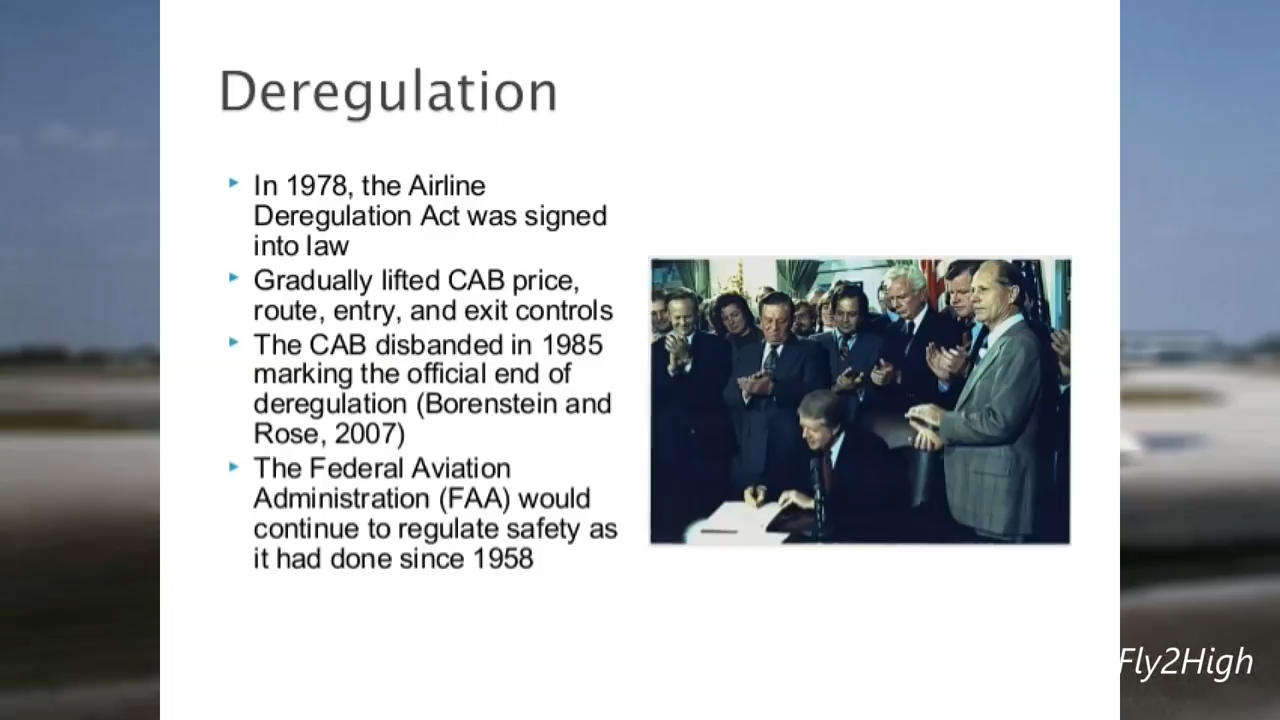 Deregulation
In 1978, the Airline
Deregulation Act was signed
into law
Gradually lifted CAB price,
route, entry, and exit controls
The CAB disbanded in 1985
marking the official end of
deregulation (Borenstein and
Rose, 2007)
The Federal Aviation
Administration (FAA) would
continue to regulate safety as
it had done since 1958
Fly2High